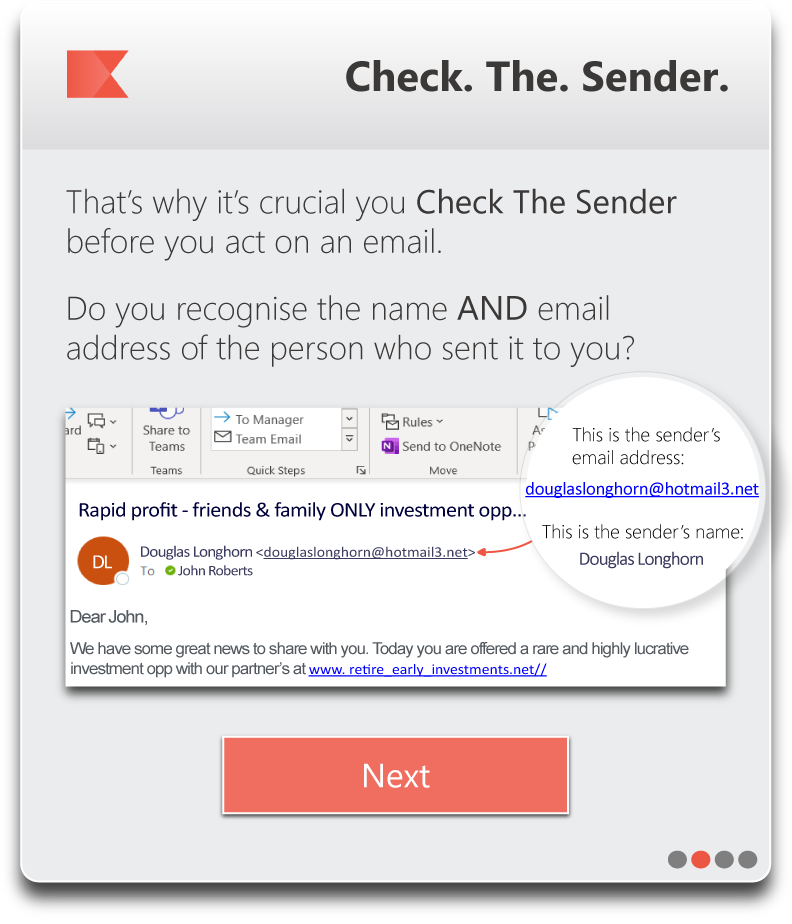 Check. The. Sender.
That's why it's crucial you Check The Sender
before you act on an email.
Do you recognise the name AND email
address of the person who sent it to you?
ard
Share to
Teams
Teams
To Manager
Team Email
Quick Steps
Rules
Send to OneNote
Move
This is the sender's
email address:
douglaslonghorn@hotmail3.net
This is the sender's name:
Douglas Longhorn
Rapid profit - friends & family ONLY investment opp...
DL
Douglas Longhorn <douglaslonghorn@hotmail3.net>
To John Roberts
Dear John,
We have some great news to share with you. Today you are offered a rare and highly lucrative
investment opp with our partner's at www. retire_early_investments.net//
Next